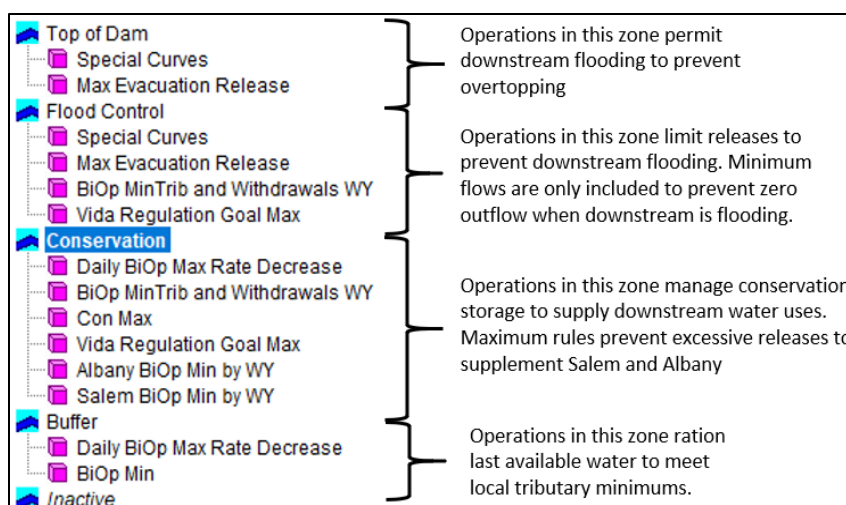 Top of Dam
Special Curves
Max Evacuation Release
Operations in this zone permit
downstream flooding to prevent
overtopping
Flood Control
Special Curves
Max Evacuation Release
BiOp MinTrib and Withdrawals WY
Vida Regulation Goal Max
Operations in this zone limit releases to
prevent downstream flooding. Minimum
flows are only included to prevent zero
outflow when downstream is flooding.
Conservation
Daily BiOp Max Rate Decrease
BiOp MinTrib and Withdrawals WY
Con Max
Vida Regulation Goal Max
Albany BiOp Min by WY
Salem BiOp Min by WY
Operations in this zone manage conservation
storage to supply downstream water uses.
Maximum rules prevent excessive releases to
supplement Salem and Albany
Buffer
Daily BiOp Max Rate Decrease
BiOp Min
Operations in this zone ration
last available water to meet
local tributary minimums.
Inactive